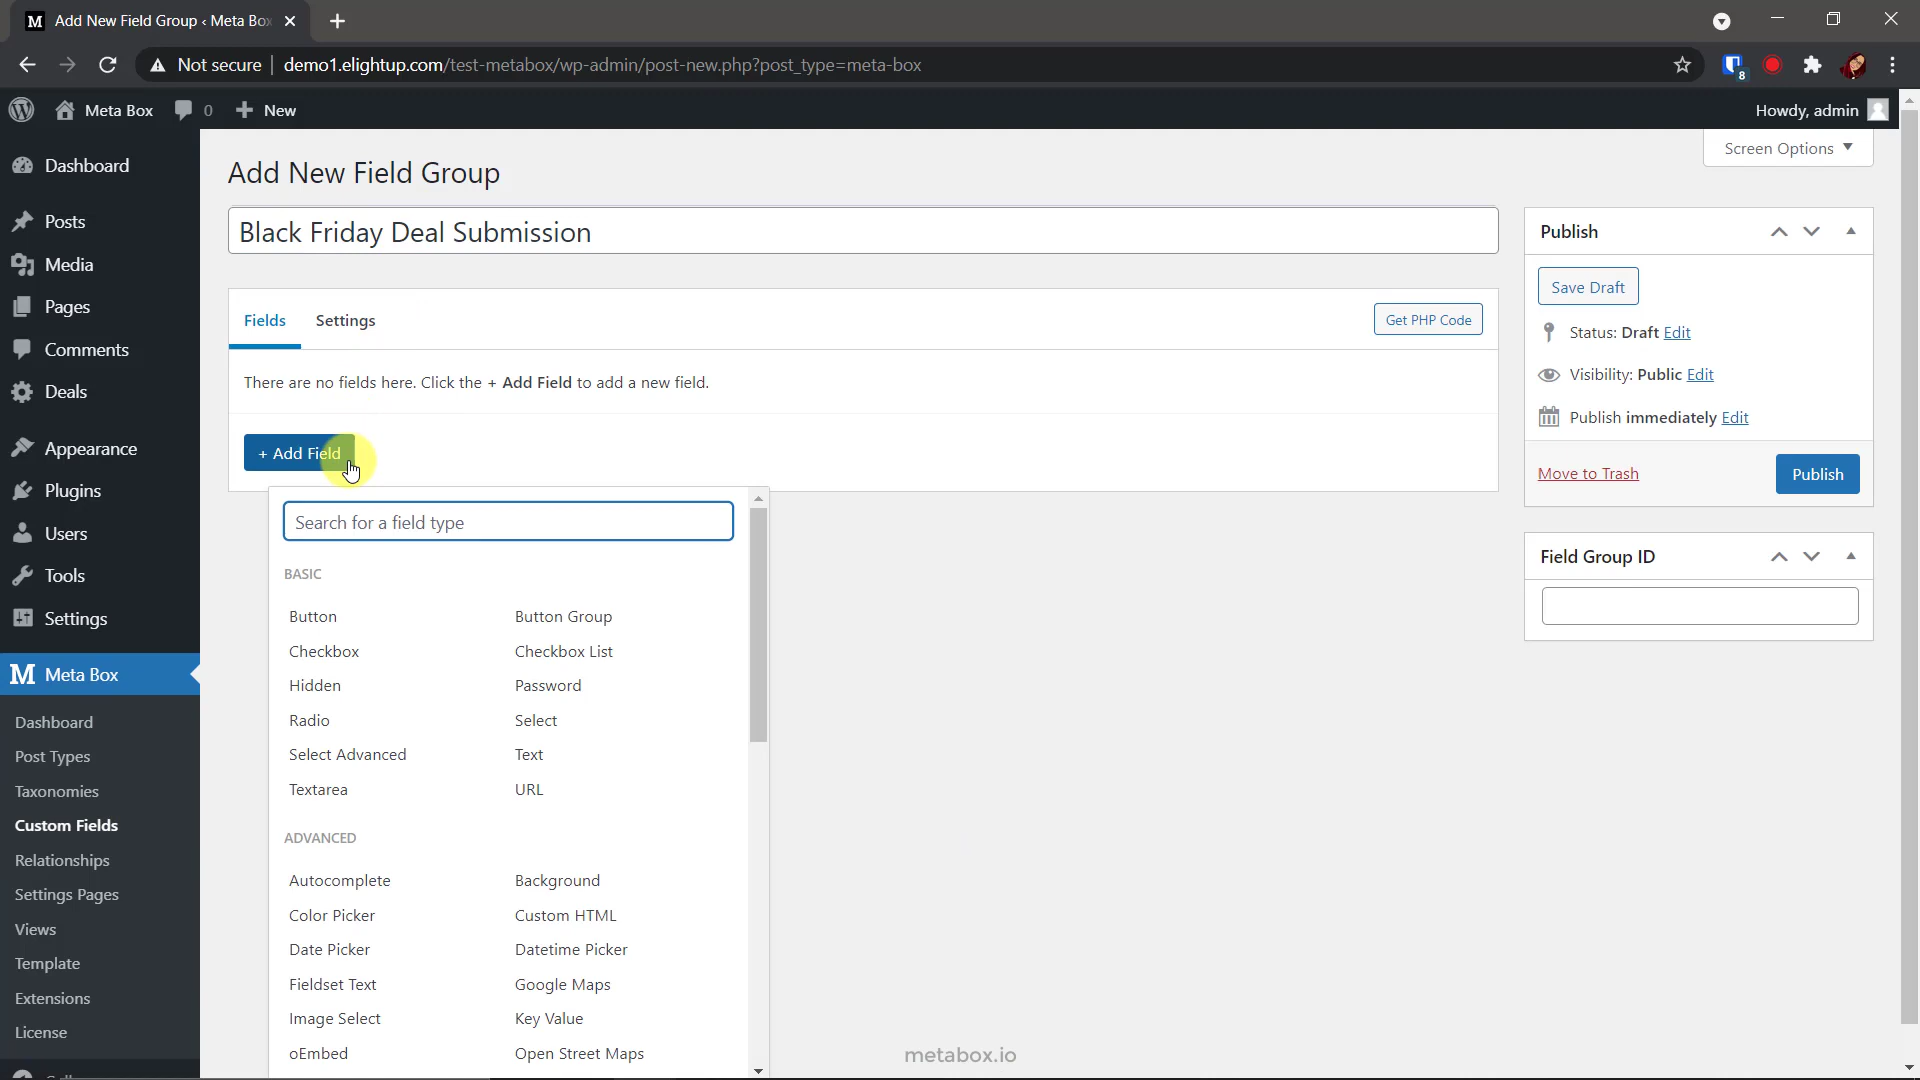 Add New Field Group ‹ Meta Box
Not secure
demo1.elightup.com/test-metabox/wp-admin/post-new.php?post_type=meta-box
8
Meta Box
0
+ New
Howdy, admin
Screen Options
Dashboard
Posts
Media
Pages
Comments
Deals
Appearance
Plugins
Users
Tools
Settings
M Meta Box
Dashboard
Post Types
Taxonomies
Custom Fields
Relationships
Settings Pages
Views
Template
Extensions
License
Add New Field Group
Black Friday Deal Submission
Fields
Settings
Get PHP Code
There are no fields here. Click the + Add Field to add a new field.
+ Add Field
Search for a field type
BASIC
Button
Button Group
Checkbox
Checkbox List
Hidden
Password
Radio
Select
Select Advanced
Text
Textarea
URL
ADVANCED
Autocomplete
Background
Color Picker
Custom HTML
Date Picker
Datetime Picker
Fieldset Text
Google Maps
Image Select
Key Value
oEmbed
Open Street Maps
Publish
Save Draft
Status: Draft Edit
Visibility: Public Edit
Publish immediately Edit
Move to Trash
Publish
Field Group ID
metabox.io